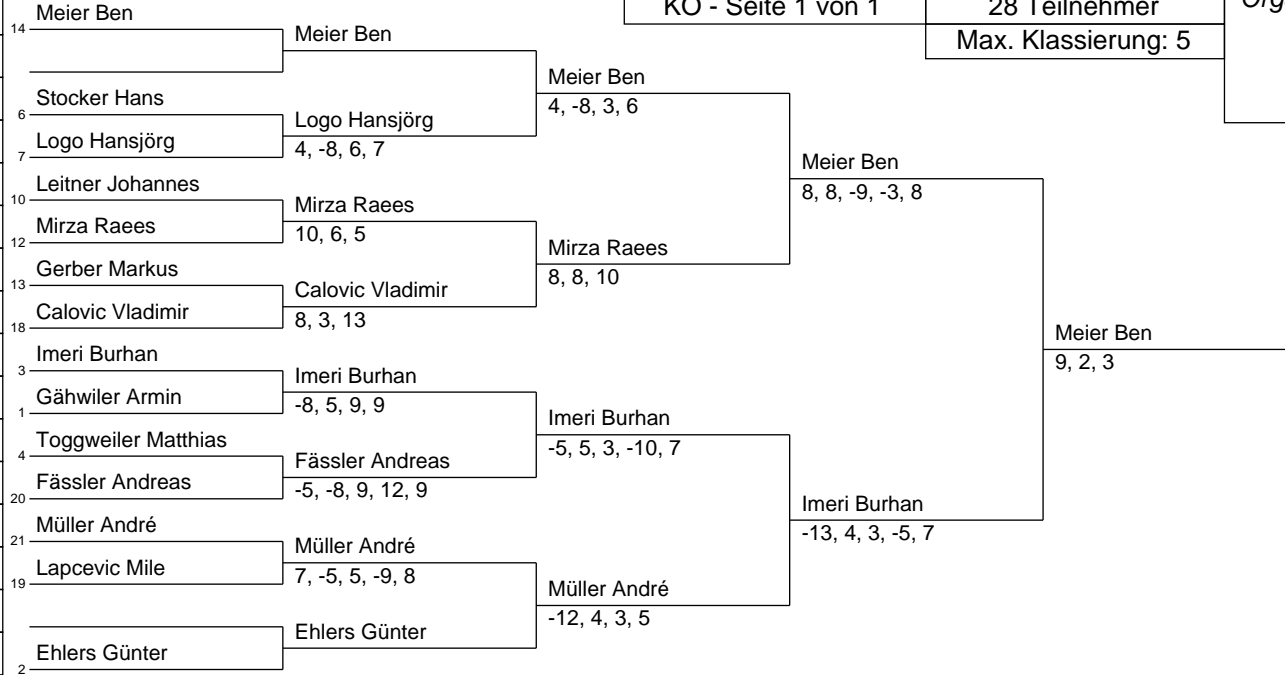 KO - Seite 1 von 1
28 Teilnehmer
Max. Klassierung: 5
Meier Ben
14
Stocker Hans
6
Logo Hansjörg
7
Leitner Johannes
10
Mirza Raees
12
Gerber Markus
13
Calovic Vladimir
18
Imeri Burhan
3
Gähwiler Armin
1
Toggweiler Matthias
4
Fässler Andreas
20
Müller André
21
Lapcevic Mile
19
Ehlers Günter
2
Meier Ben
Logo Hansjörg
4, -8, 6, 7
Mirza Raees
10, 6, 5
Calovic Vladimir
8, 3, 13
Imeri Burhan
-8, 5, 9, 9
Fässler Andreas
-5, -8, 9, 12, 9
Müller André
7, -5, 5, -9, 8
Ehlers Günter
Meier Ben
4, -8, 3, 6
Mirza Raees
8, 8, 10
Imeri Burhan
-5, 5, 3, -10, 7
Müller André
-12, 4, 3, 5
Meier Ben
8, 8, -9, -3, 8
Imeri Burhan
-13, 4, 3, -5, 7
Meier Ben
9, 2, 3